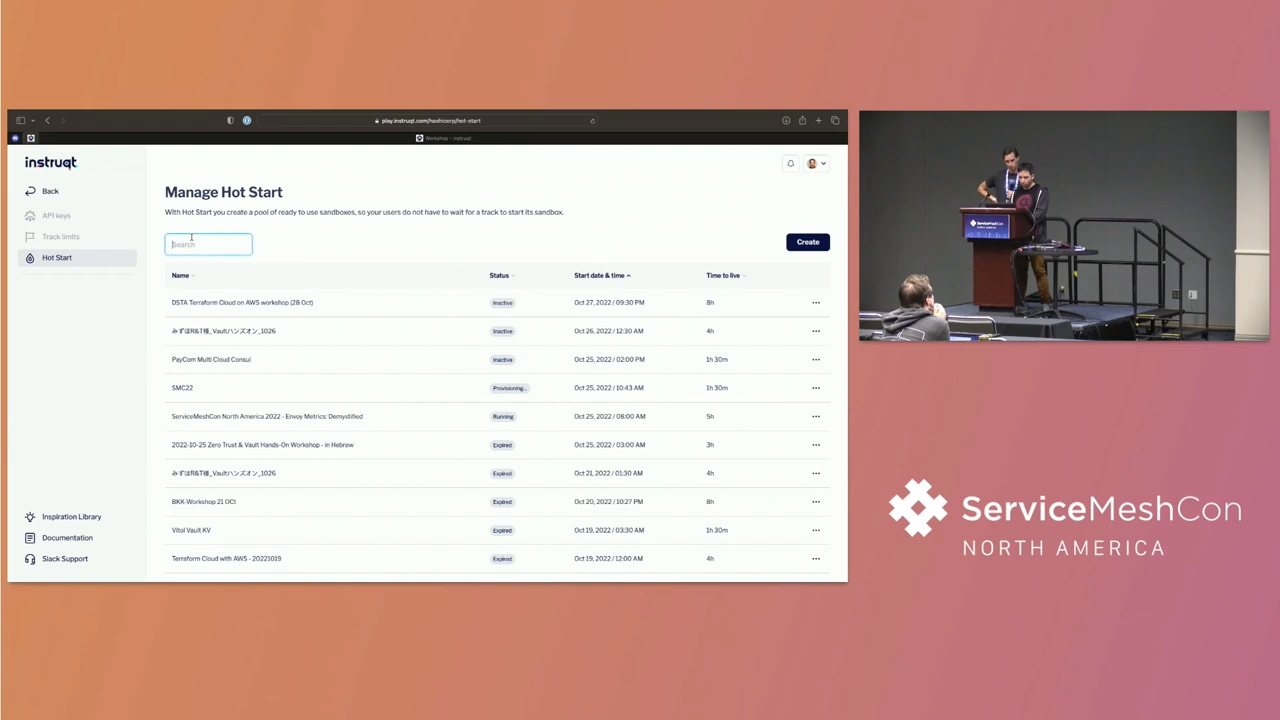 play.instruqt.com/hashicorp/hot-start
Workshop - Instruqt
instruqt
Back
API keys
Track limits
Hot Start
Inspiration Library
Documentation
Slack Support
Manage Hot Start
With Hot Start you create a pool of ready to use sandboxes, so your users do not have to wait for a track to start its sandbox.
Search
Create
Name Status Start date & time Time to live
DSTA Terraform Cloud on AWS workshop (28 Oct) Inactive Oct 27, 2022 / 09:30 PM 8h
みずほR&T様_Vaultハンズオン_1026 Inactive Oct 26, 2022 / 12:30 AM 4h
PayCom Multi Cloud Consul Inactive Oct 25, 2022 / 02:00 PM 1h 30m
SMC22 Provisioning... Oct 25, 2022 / 10:43 AM 1h 30m
ServiceMeshCon North America 2022 - Envoy Metrics: Demystified Running Oct 25, 2022 / 08:00 AM 5h
2022-10-25 Zero Trust & Vault Hands-On Workshop - in Hebrew Expired Oct 25, 2022 / 03:00 AM 3h
みずほR&T様_Vaultハンズオン_1026 Expired Oct 21, 2022 / 01:30 AM 4h
BKK-Workshop 21 OCt Expired Oct 20, 2022 / 10:27 PM 8h
Vitol Vault KV Expired Oct 19, 2022 / 03:30 AM 1h 30m
Terraform Cloud with AWS - 20221019 Expired Oct 19, 2022 / 12:00 AM 4h
ServiceMeshCon
ServiceMeshCon
NORTH AMERICA